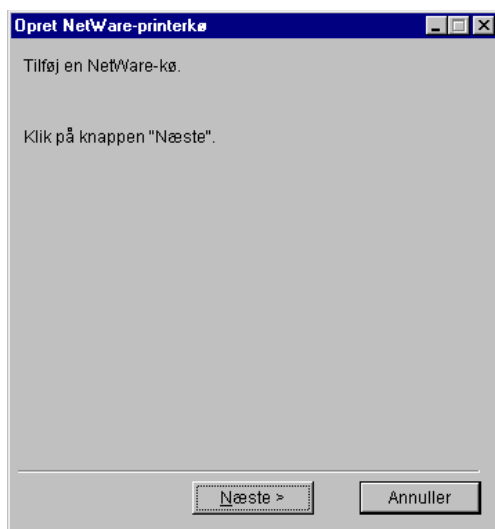 Opret NetWare-printerkø
Tilføj en NetWare-kø.
Klik på knappen "Næste".
Næste >
Annuller